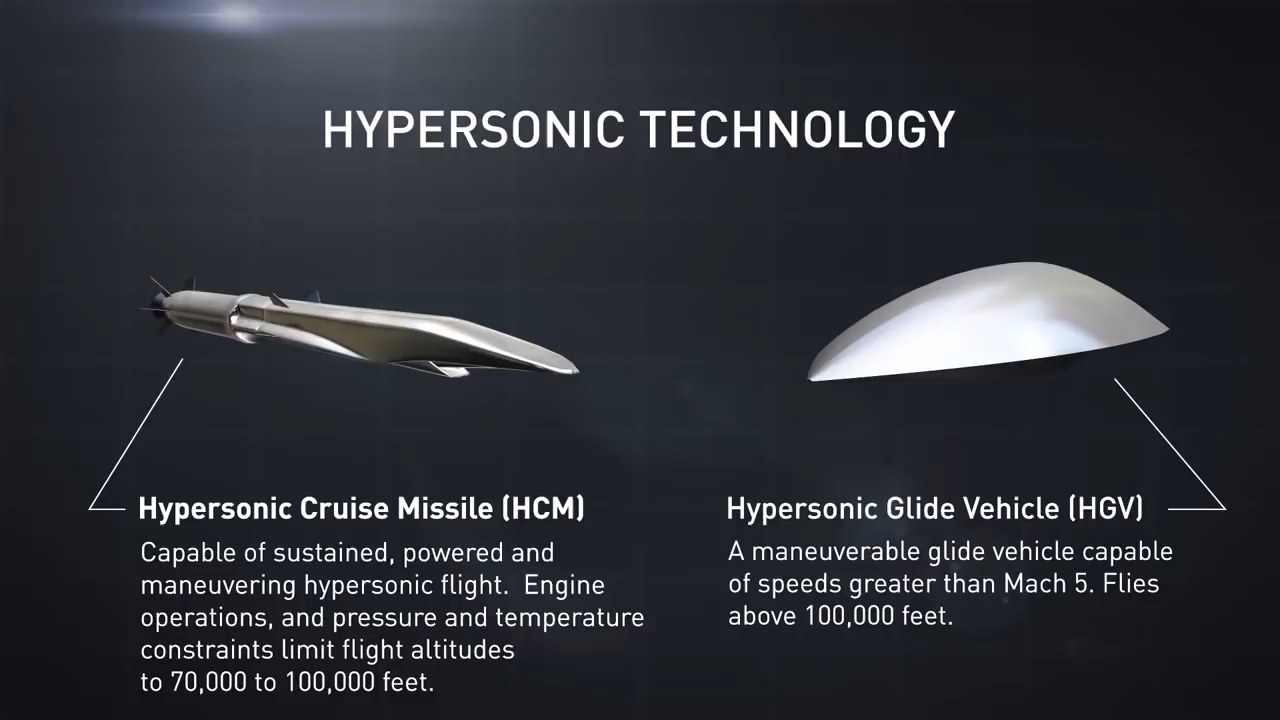 HYPERSONIC TECHNOLOGY
Hypersonic Cruise Missile (HCM)
Capable of sustained, powered and
maneuvering hypersonic flight.  Engine
operations, and pressure and temperature
constraints limit flight altitudes
to 70,000 to 100,000 feet.
Hypersonic Glide Vehicle (HGV)
A maneuverable glide vehicle capable
of speeds greater than Mach 5. Flies
above 100,000 feet.